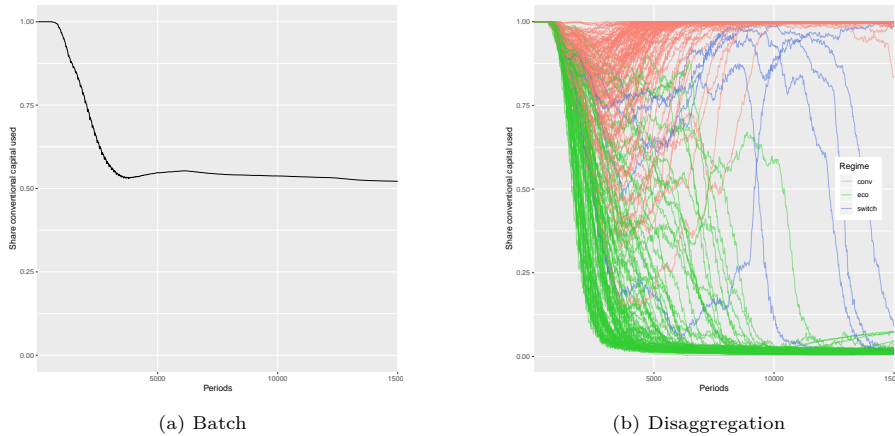 1.00
0.75
0.50
0.25
0.00
Share conventional capital used
5000
10000
1500
Periods
(a) Batch
1.00
0.75
0.50
0.25
0.00
Share conventional capital used
Regime
conv
eco
switch
5000
10000
1500
Periods
(b) Disaggregation